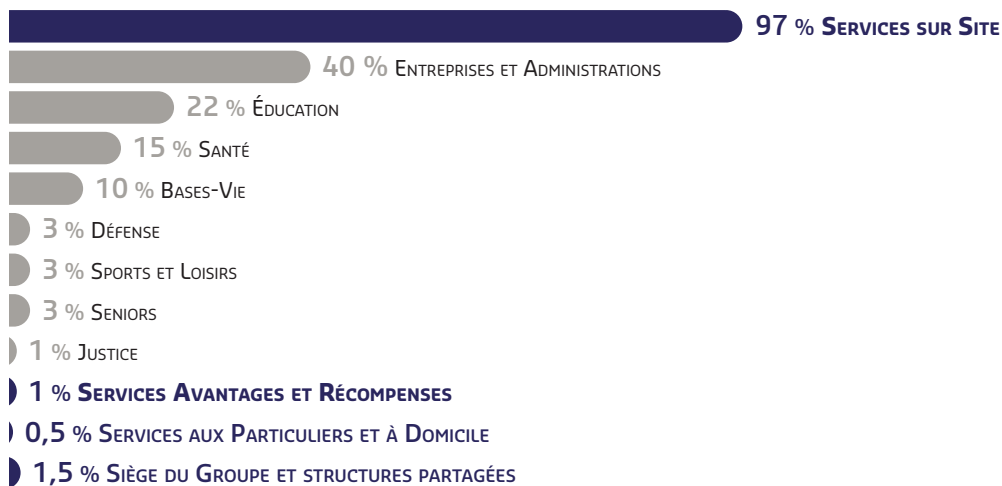 97 % Services sur Site
40 % Entreprises et Administrations
22 % Éducation
15 % Santé
10 % Bases-Vie
3 % Défense
3 % Sports et Loisirs
3 % Seniors
1 % Justice
1 % Services Avantages et Récompenses
0,5 % Services aux Particuliers et à Domicile
1,5 % Siège du Groupe et structures partagées